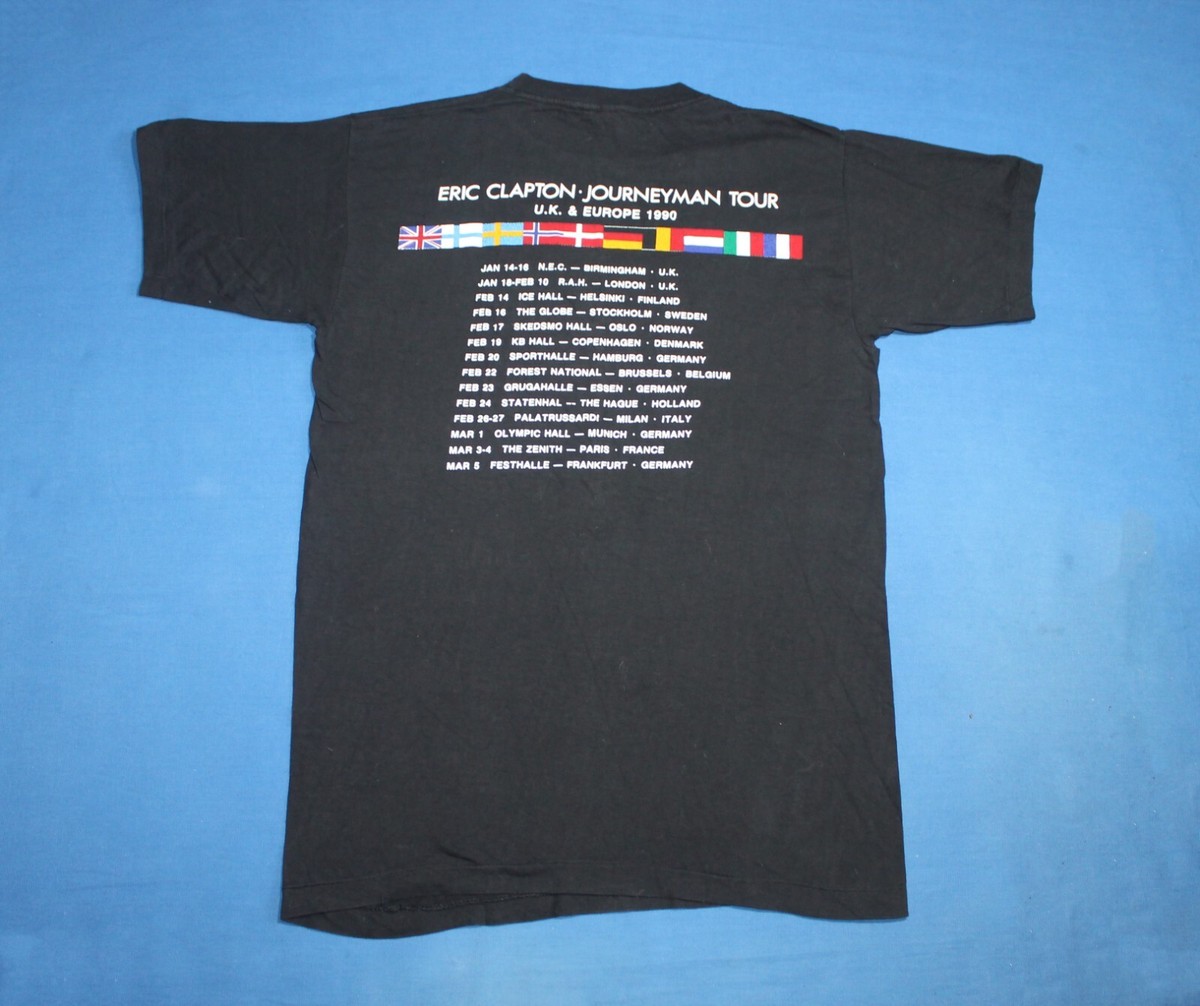 ERIC CLAPTON · JOURNEYMAN TOUR
U.K. & EUROPE 1990
JAN 14-16 N.E.C. — BIRMINGHAM · U.K.
JAN 18-FEB 10 R.A.H. — LONDON · U.K.
FEB 14 ICE HALL — HELSINKI · FINLAND
FEB 16 THE GLOBE — STOCKHOLM · SWEDEN
FEB 17 SKEDSMO HALL — OSLO · NORWAY
FEB 19 KB HALL — COPENHAGEN · DENMARK
FEB 20 SPORTHALLE — HAMBURG · GERMANY
FEB 22 FOREST NATIONAL — BRUSSELS · BELGIUM
FEB 23 GRUGAHALLE — ESSEN · GERMANY
FEB 24 STATENHAL -- THE HAGUE · HOLLAND
FEB 26-27 PALATRUSSARDI — MILAN · ITALY
MAR 1 OLYMPIC HALL — MUNICH · GERMANY
MAR 3-4 THE ZENITH — PARIS · FRANCE
MAR 5 FESTHALLE — FRANKFURT · GERMANY